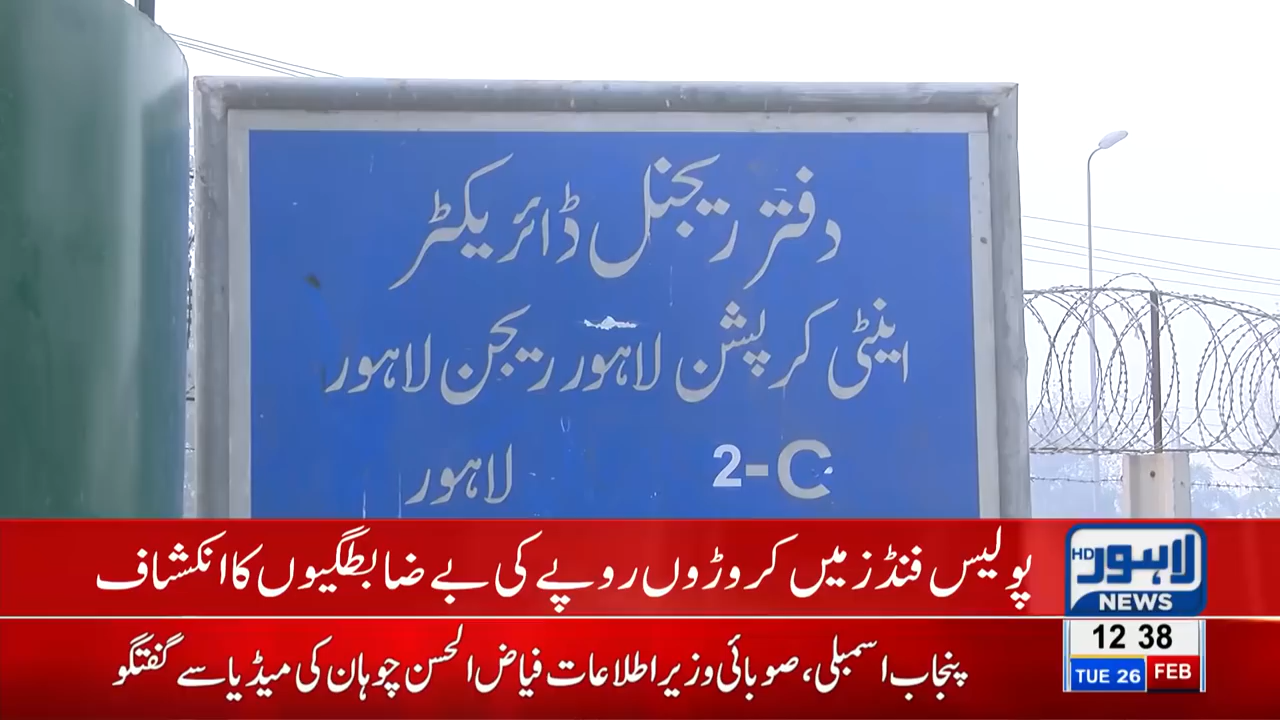 دفتر ریجنل ڈائریکٹر
اینٹی کرپشن لاہور ریجن لاہور
2-C لاہور
پولیس فنڈز میں کروڑوں روپے کی بے ضابطگیوں کا انکشاف
لاہور HD
NEWS
پنجاب اسمبلی، صوبائی وزیر اطلاعات فیاض الحسن چوہان کی میڈیا سے گفتگو
12 38
TUE 26 FEB